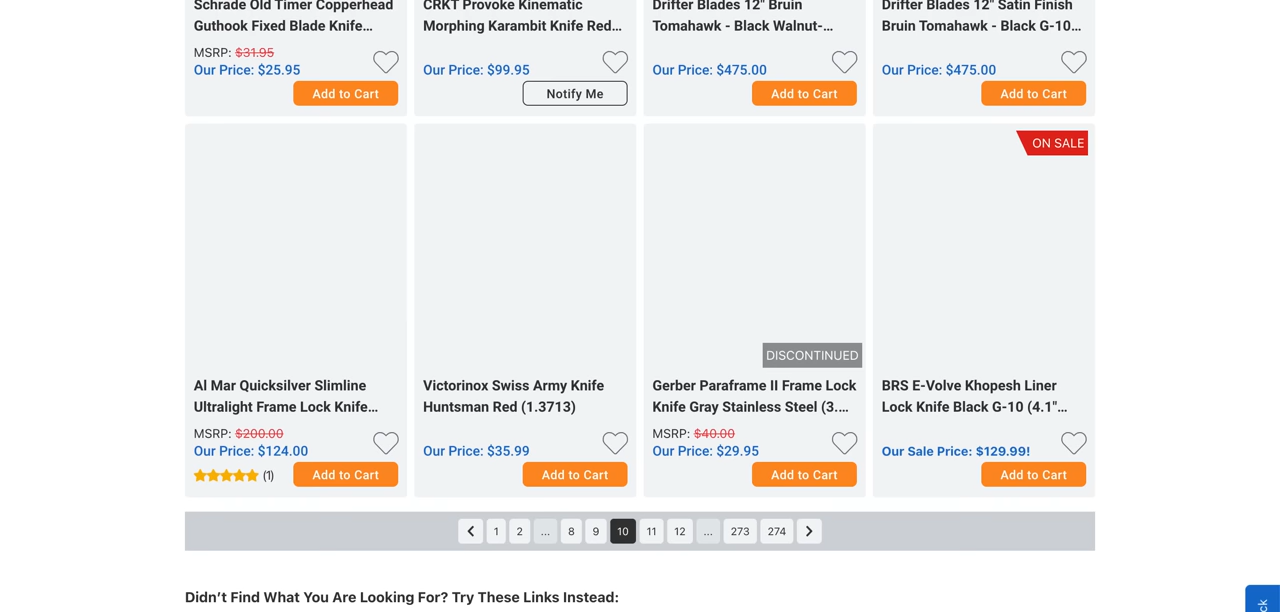 Schrade Old Timer Copperhead
Guthook Fixed Blade Knife...
MSRP: $31.95
Our Price: $25.95
Add to Cart
CRKT Provoke Kinematic
Morphing Karambit Knife Red...
Our Price: $99.95
Notify Me
Drifter Blades 12" Bruin
Tomahawk - Black Walnut-...
Our Price: $475.00
Add to Cart
Drifter Blades 12" Satin Finish
Bruin Tomahawk - Black G-10...
Our Price: $475.00
Add to Cart
Al Mar Quicksilver Slimline
Ultralight Frame Lock Knife...
MSRP: $200.00
Our Price: $124.00
(1)
Add to Cart
Victorinox Swiss Army Knife
Huntsman Red (1.3713)
Our Price: $35.99
Add to Cart
DISCONTINUED
Gerber Paraframe II Frame Lock
Knife Gray Stainless Steel (3....
MSRP: $40.00
Our Price: $29.95
Add to Cart
ON SALE
BRS E-Volve Khopesh Liner
Lock Knife Black G-10 (4.1"...
Our Sale Price: $129.99!
Add to Cart
1 2 ... 8 9 10 11 12 ... 273 274
Didn't Find What You Are Looking For? Try These Links Instead: